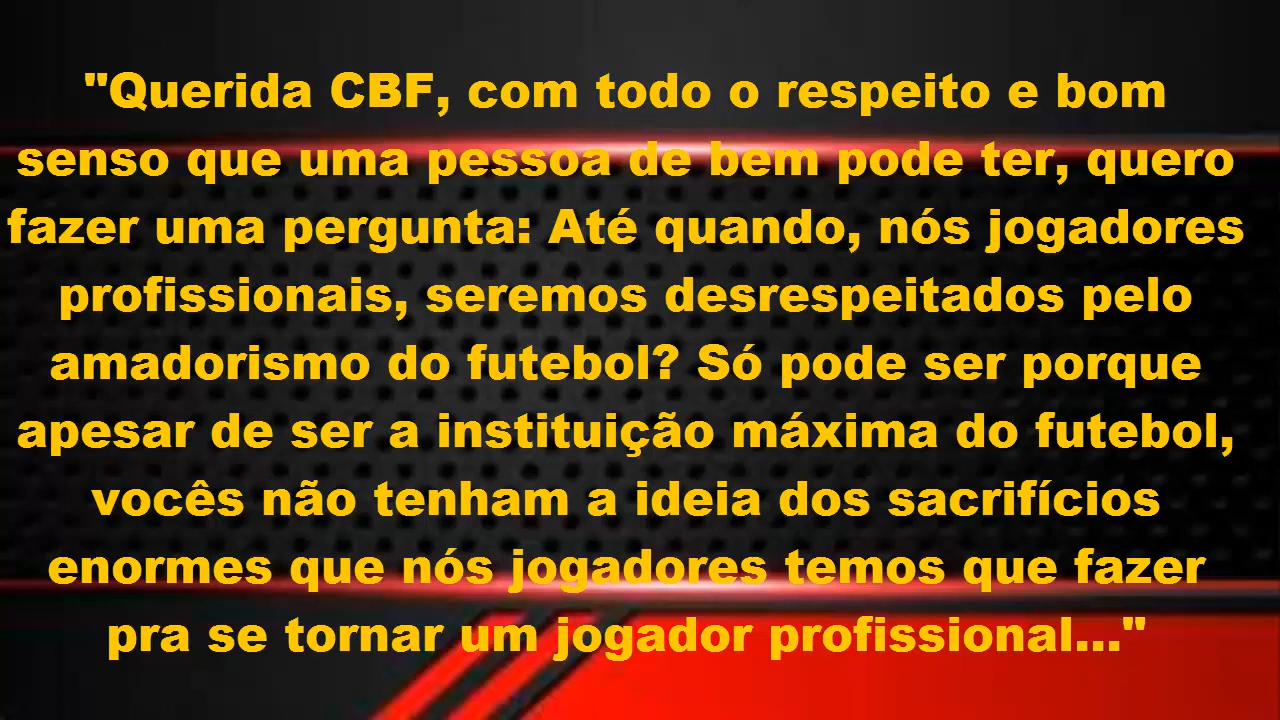 "Querida CBF, com todo o respeito e bom
senso que uma pessoa de bem pode ter, quero
fazer uma pergunta: Até quando, nós jogadores
profissionais, seremos desrespeitados pelo
amadorismo do futebol? Só pode ser porque
apesar de ser a instituição máxima do futebol,
vocês não tenham a ideia dos sacrifícios
enormes que nós jogadores temos que fazer
pra se tornar um jogador profissional..."